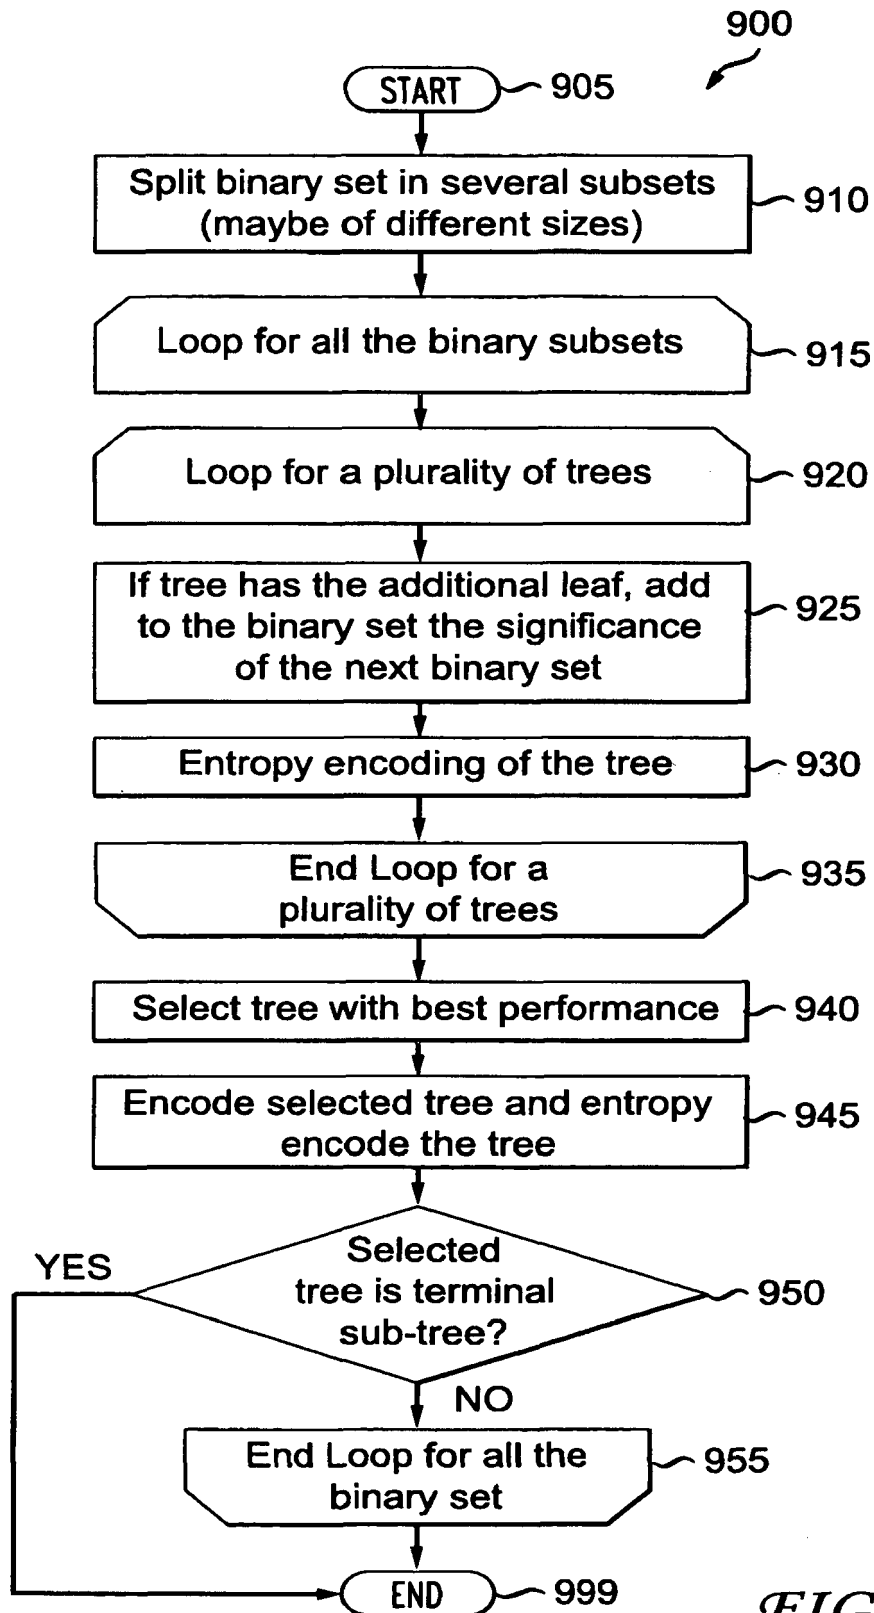 900
START 905
Split binary set in several subsets
(maybe of different sizes) 910
Loop for all the binary subsets 915
Loop for a plurality of trees 920
If tree has the additional leaf, add
to the binary set the significance
of the next binary set 925
Entropy encoding of the tree 930
End Loop for a
plurality of trees 935
Select tree with best performance 940
Encode selected tree and entropy
encode the tree 945
Selected
tree is terminal
sub-tree? 950
YES
NO
End Loop for all the
binary set 955
END 999
FIG